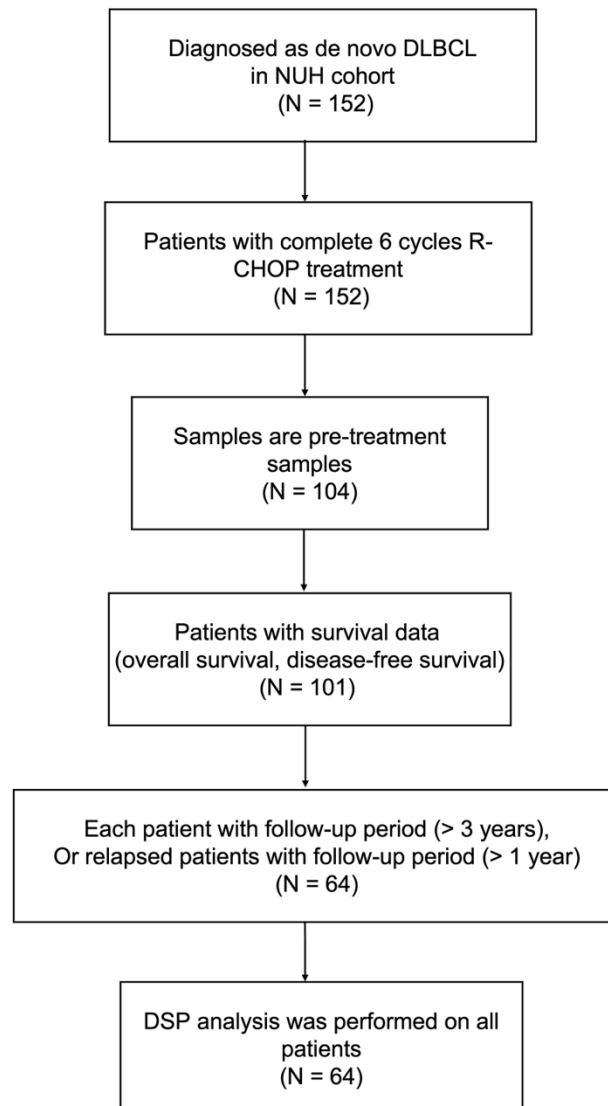 Diagnosed as de novo DLBCL
in NUH cohort
(N = 152)
Patients with complete 6 cycles R-
CHOP treatment
(N = 152)
Samples are pre-treatment
samples
(N = 104)
Patients with survival data
(overall survival, disease-free survival)
(N = 101)
Each patient with follow-up period (> 3 years),
Or relapsed patients with follow-up period (> 1 year)
(N = 64)
DSP analysis was performed on all
patients
(N = 64)